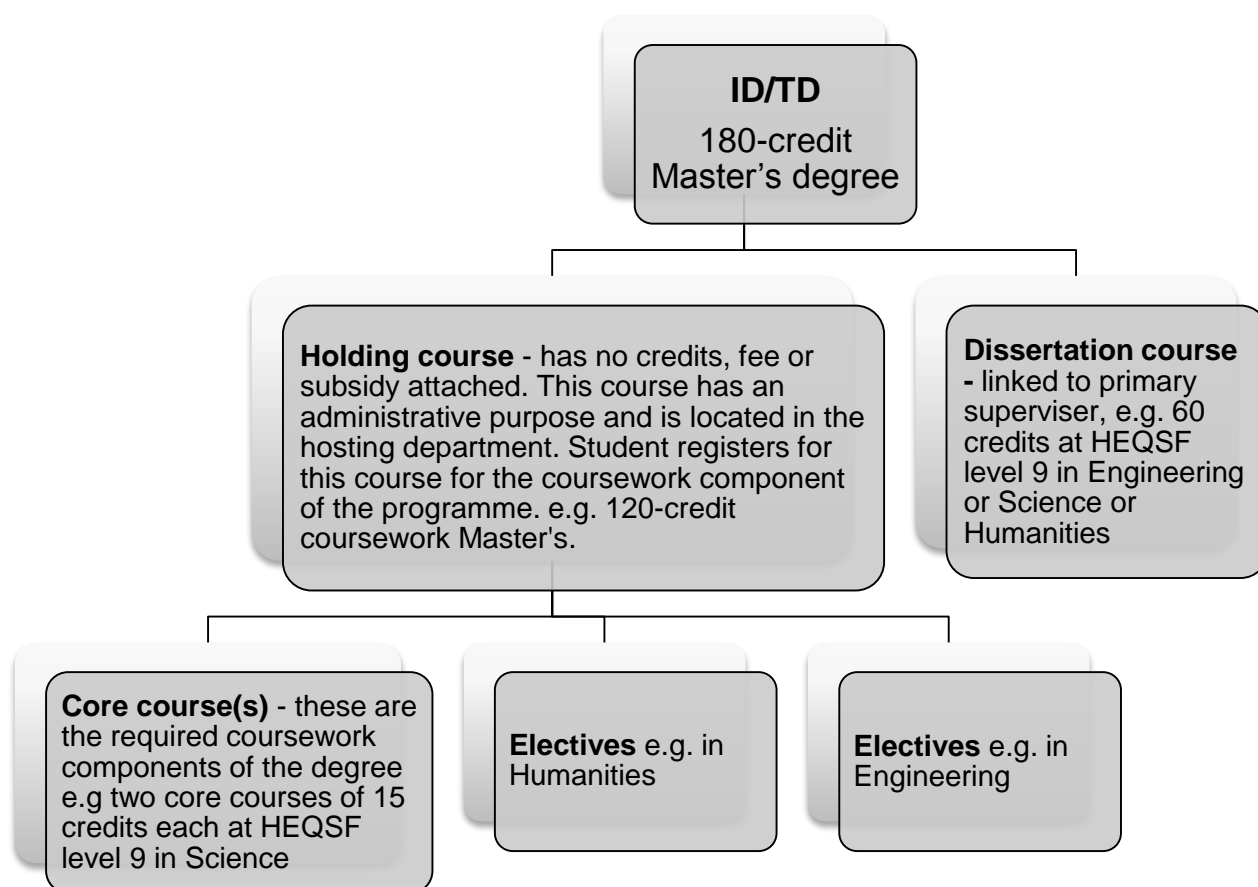 ID/TD
180-credit
Master’s degree
Holding course - has no credits, fee or
subsidy attached. This course has an
administrative purpose and is located in the
hosting department. Student registers for
this course for the coursework component
of the programme. e.g. 120-credit
coursework Master's.
Dissertation course
- linked to primary
superviser, e.g. 60
credits at HEQSF
level 9 in Engineering
or Science or
Humanities
Core course(s) - these are
the required coursework
components of the degree
e.g two core courses of 15
credits each at HEQSF
level 9 in Science
Electives e.g. in
Humanities
Electives e.g. in
Engineering